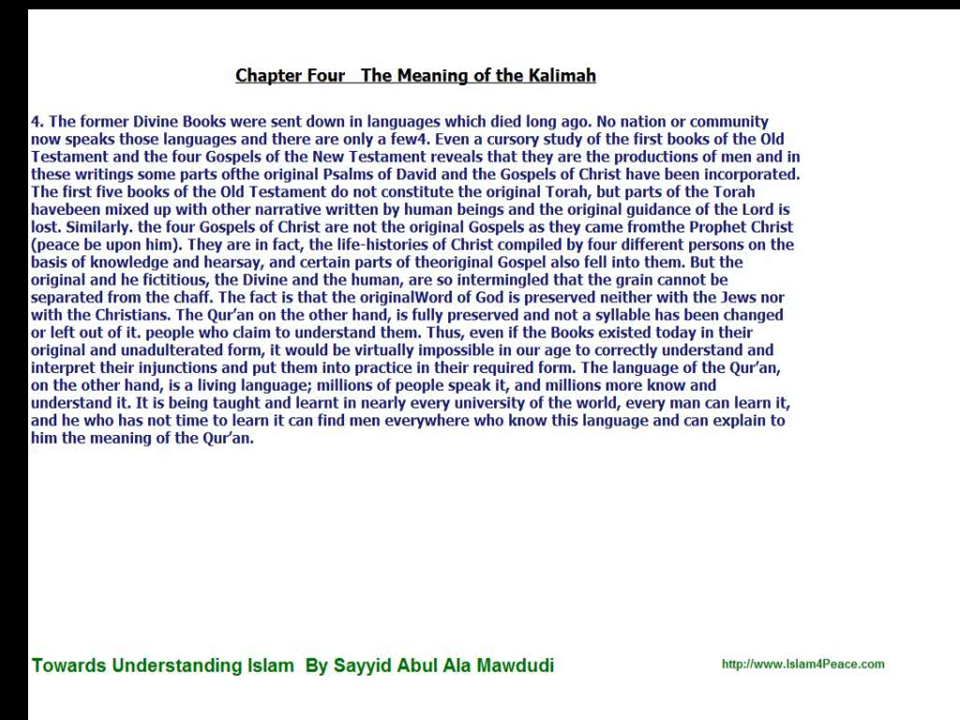 Chapter Four   The Meaning of the Kalimah
4. The former Divine Books were sent down in languages which died long ago. No nation or community
now speaks those languages and there are only a few4. Even a cursory study of the first books of the Old
Testament and the four Gospels of the New Testament reveals that they are the productions of men and in
these writings some parts ofthe original Psalms of David and the Gospels of Christ have been incorporated.
The first five books of the Old Testament do not constitute the original Torah, but parts of the Torah
havebeen mixed up with other narrative written by human beings and the original guidance of the Lord is
lost. Similarly. the four Gospels of Christ are not the original Gospels as they came fromthe Prophet Christ
(peace be upon him). They are in fact, the life-histories of Christ compiled by four different persons on the
basis of knowledge and hearsay, and certain parts of theoriginal Gospel also fell into them. But the
original and he fictitious, the Divine and the human, are so intermingled that the grain cannot be
separated from the chaff. The fact is that the originalWord of God is preserved neither with the Jews nor
with the Christians. The Qur'an on the other hand, is fully preserved and not a syllable has been changed
or left out of it. people who claim to understand them. Thus, even if the Books existed today in their
original and unadulterated form, it would be virtually impossible in our age to correctly understand and
interpret their injunctions and put them into practice in their required form. The language of the Qur'an,
on the other hand, is a living language; millions of people speak it, and millions more know and
understand it. It is being taught and learnt in nearly every university of the world, every man can learn it,
and he who has not time to learn it can find men everywhere who know this language and can explain to
him the meaning of the Qur'an.
Towards Understanding Islam  By Sayyid Abul Ala Mawdudi
http://www.Islam4Peace.com